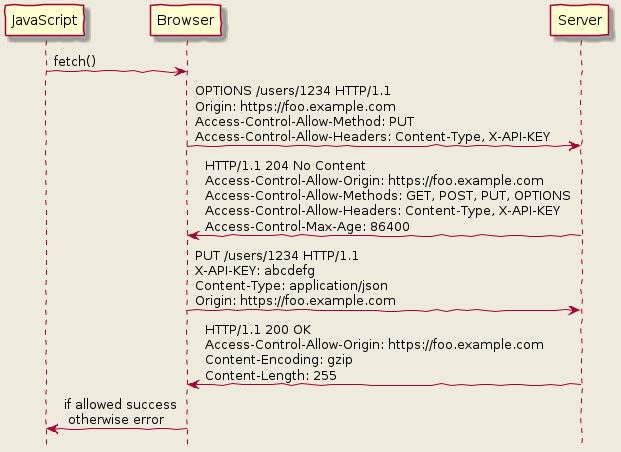 JavaScript
Browser
Server
fetch()
OPTIONS /users/1234 HTTP/1.1
Origin: https://foo.example.com
Access-Control-Allow-Method: PUT
Access-Control-Allow-Headers: Content-Type, X-API-KEY
HTTP/1.1 204 No Content
Access-Control-Allow-Origin: https://foo.example.com
Access-Control-Allow-Methods: GET, POST, PUT, OPTIONS
Access-Control-Allow-Headers: Content-Type, X-API-KEY
Access-Control-Max-Age: 86400
PUT /users/1234 HTTP/1.1
X-API-KEY: abcdefg
Content-Type: application/json
Origin: https://foo.example.com
HTTP/1.1 200 OK
Access-Control-Allow-Origin: https://foo.example.com
Content-Encoding: gzip
Content-Length: 255
if allowed success
otherwise error